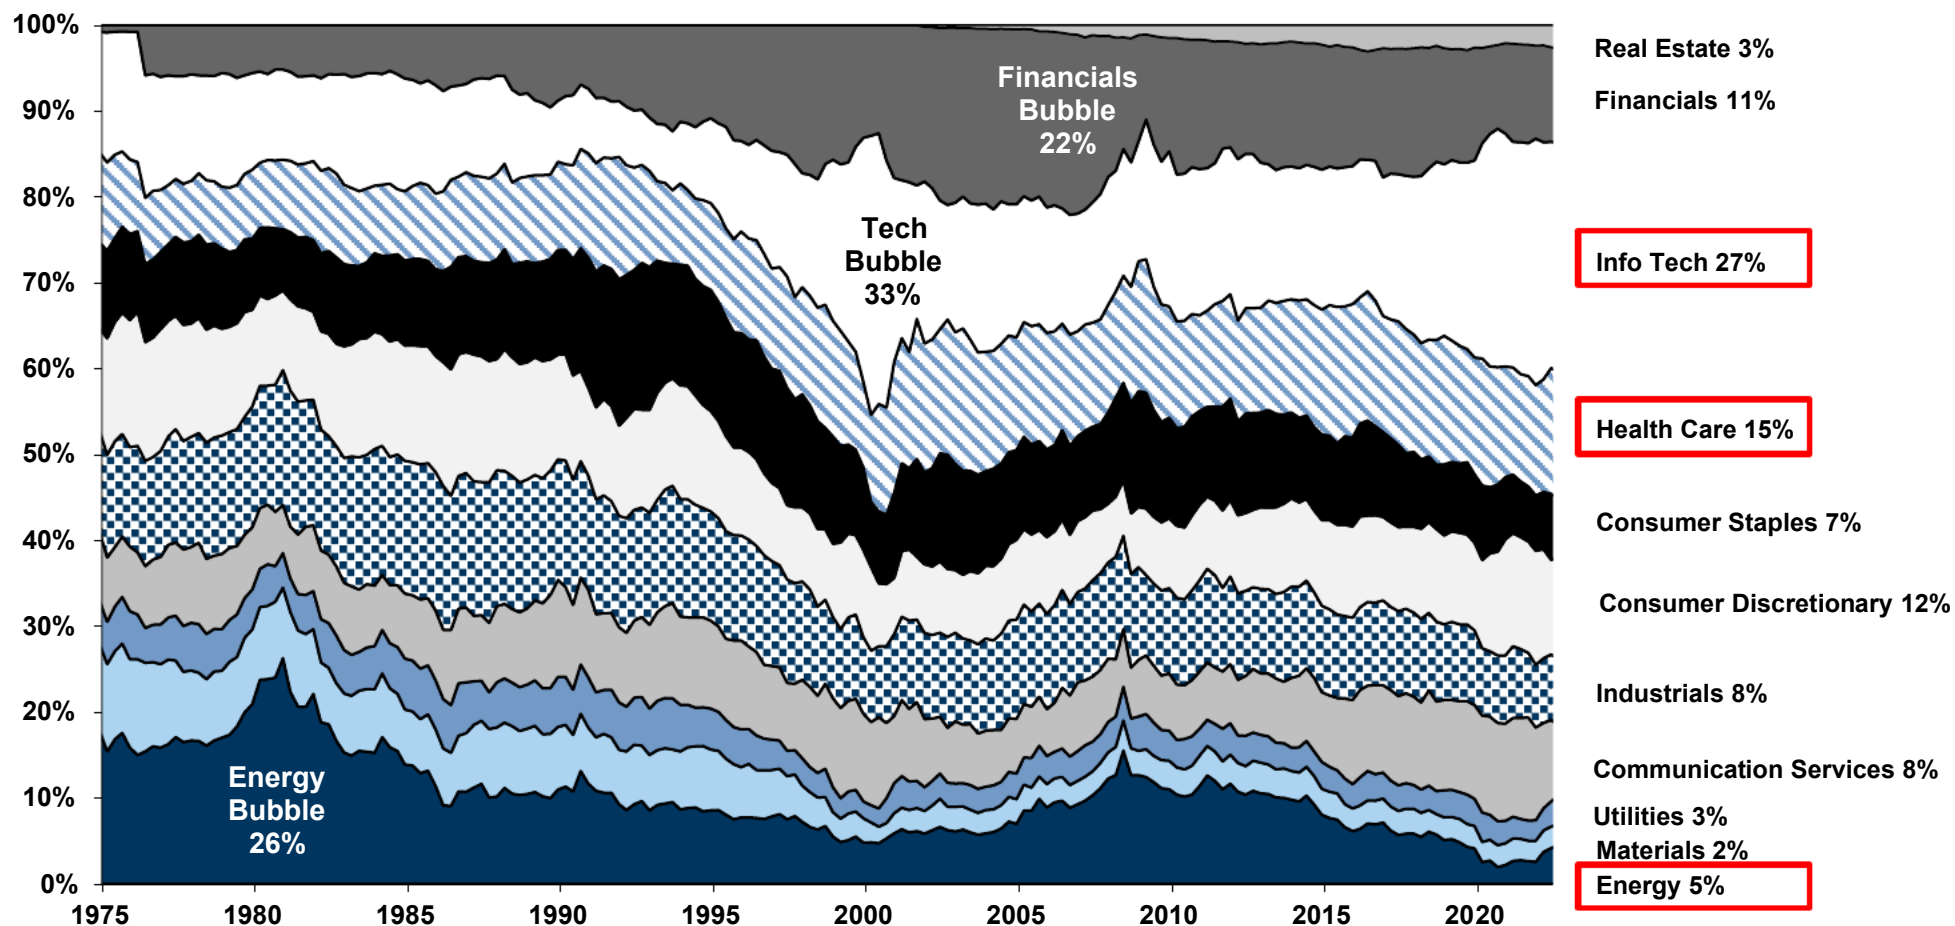 100%
90%
80%
70%
60%
50%
40%
30%
20%
10%
0%
1975
1980
1985
1990
1995
2000
2005
2010
2015
2020
Energy
Bubble
26%
Tech
Bubble
33%
Financials
Bubble
22%
Real Estate 3%
Financials 11%
Info Tech 27%
Health Care 15%
Consumer Staples 7%
Consumer Discretionary 12%
Industrials 8%
Communication Services 8%
Utilities 3%
Materials 2%
Energy 5%